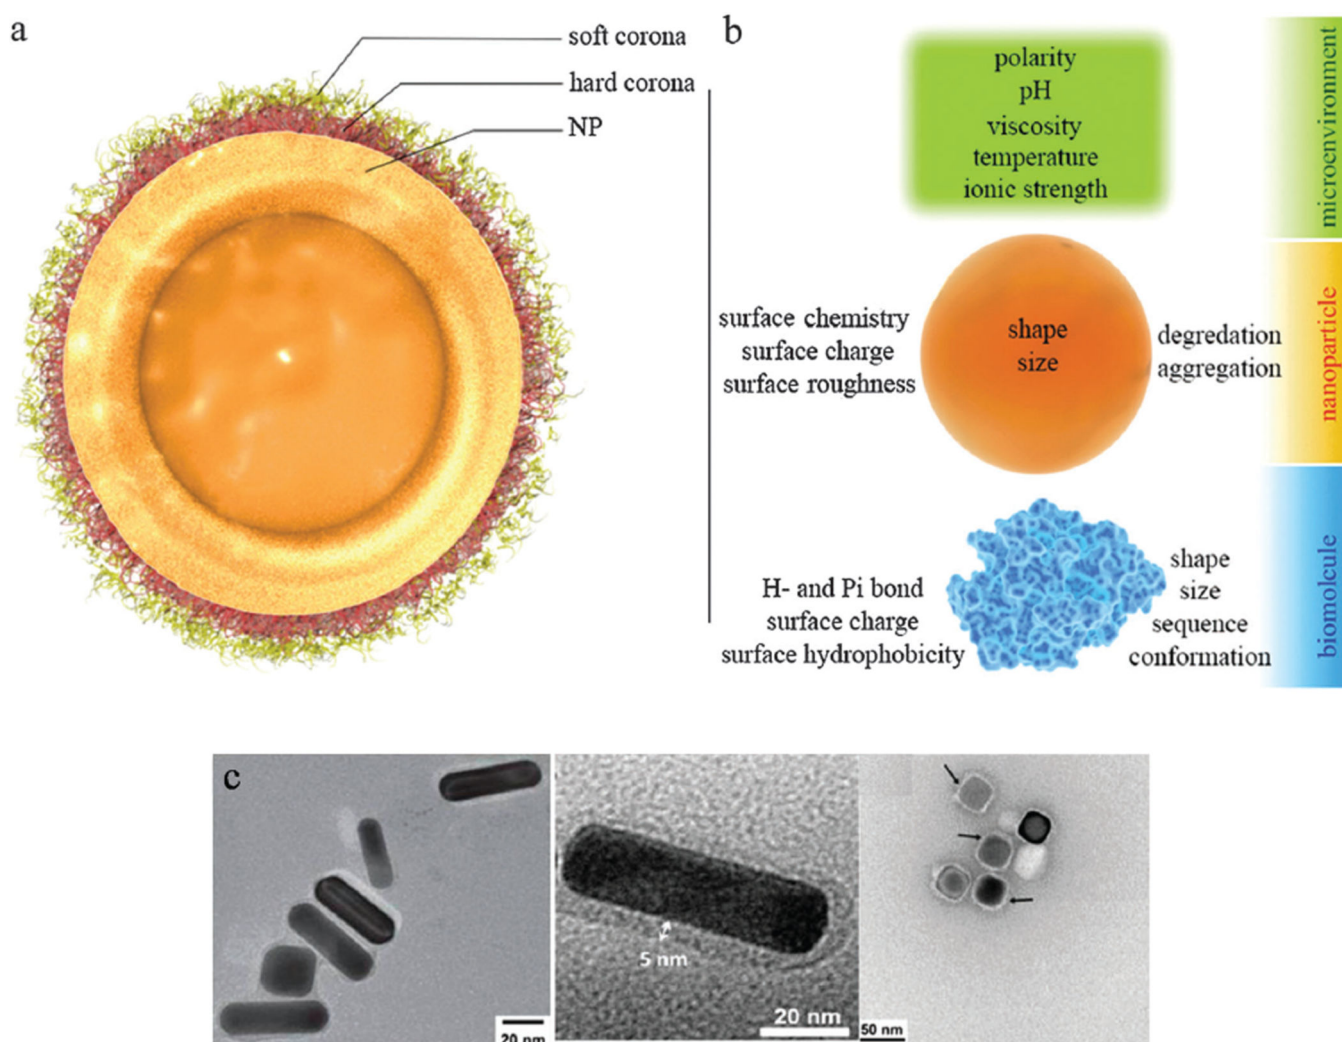 a
soft corona
hard corona
NP
b
polarity
pH
viscosity
temperature
ionic strength
microenvironment
surface chemistry
surface charge
surface roughness
shape
size
degredation
aggregation
nanoparticle
H- and Pi bond
surface charge
surface hydrophobicity
shape
size
sequence
conformation
biomolcule
c
20 nm
5 nm
20 nm
50 nm